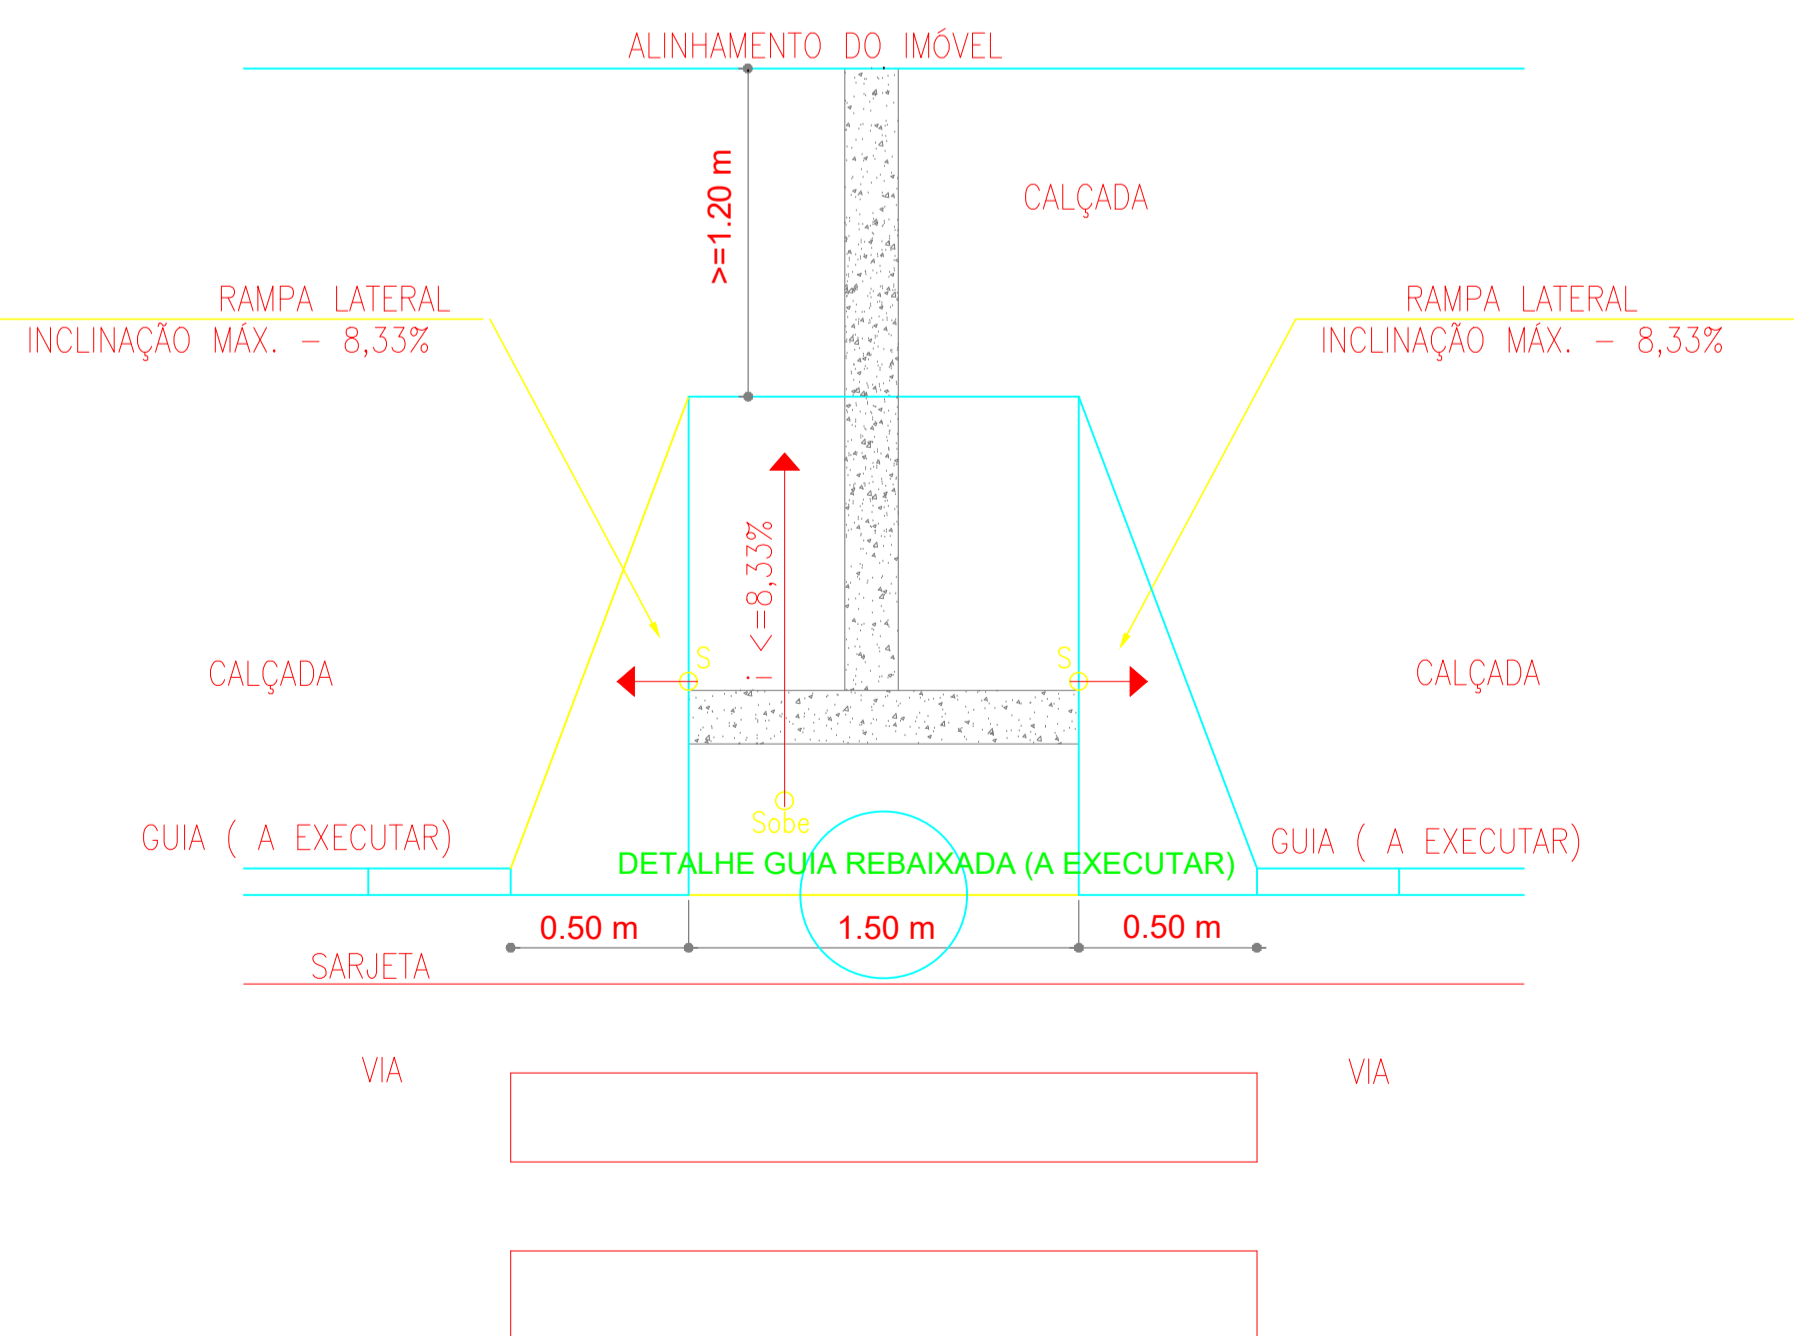 ALINHAMENTO DO IMÓVEL
>=1.20 m
CALÇADA
RAMPA LATERAL
INCLINAÇÃO MÁX. - 8,33%
RAMPA LATERAL
INCLINAÇÃO MÁX. - 8,33%
i <=8,33%
S
S
CALÇADA
CALÇADA
Sobe
GUIA ( A EXECUTAR)
GUIA ( A EXECUTAR)
DETALHE GUIA REBAIXADA (A EXECUTAR)
0.50 m
1.50 m
0.50 m
SARJETA
VIA
VIA